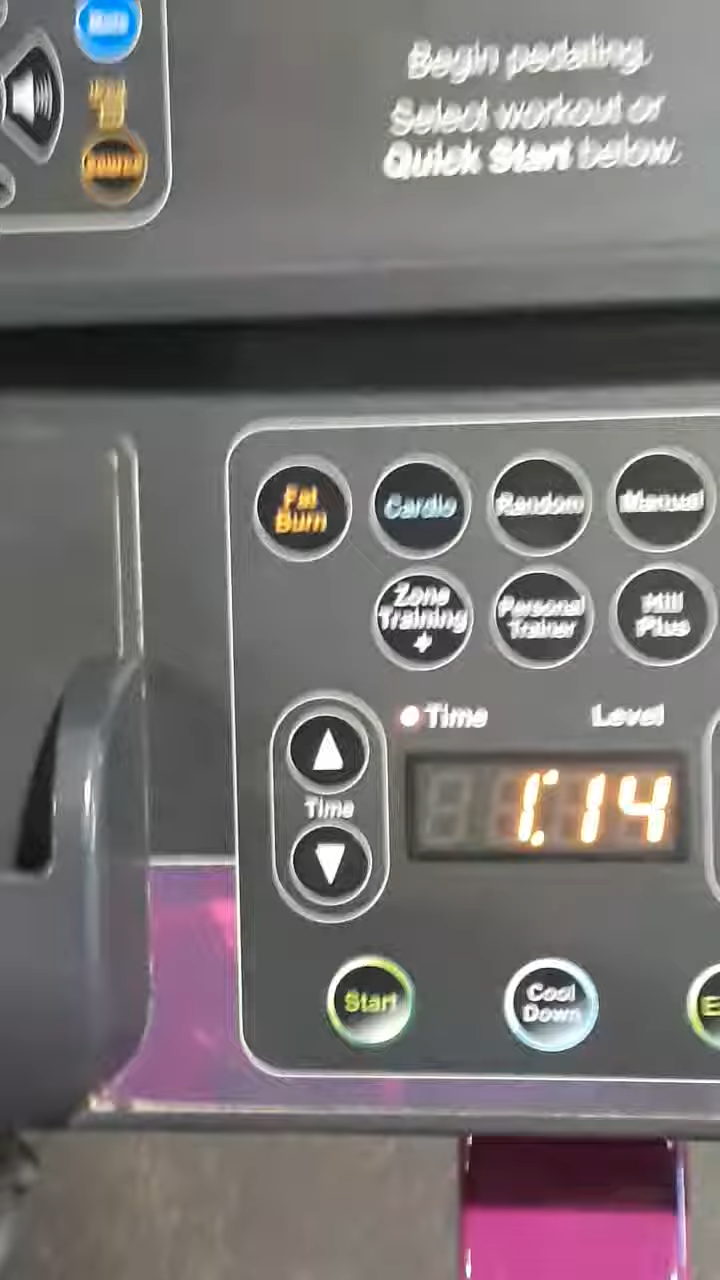 Mute
Begin pedaling.
Select workout or
Quick Start below.
Fat
Burn
Cardio
Random
Manual
Zone
Training
+
Personal
Trainer
Hill
Plus
Time
Level
Time
1:14
Start
Cool
Down
E